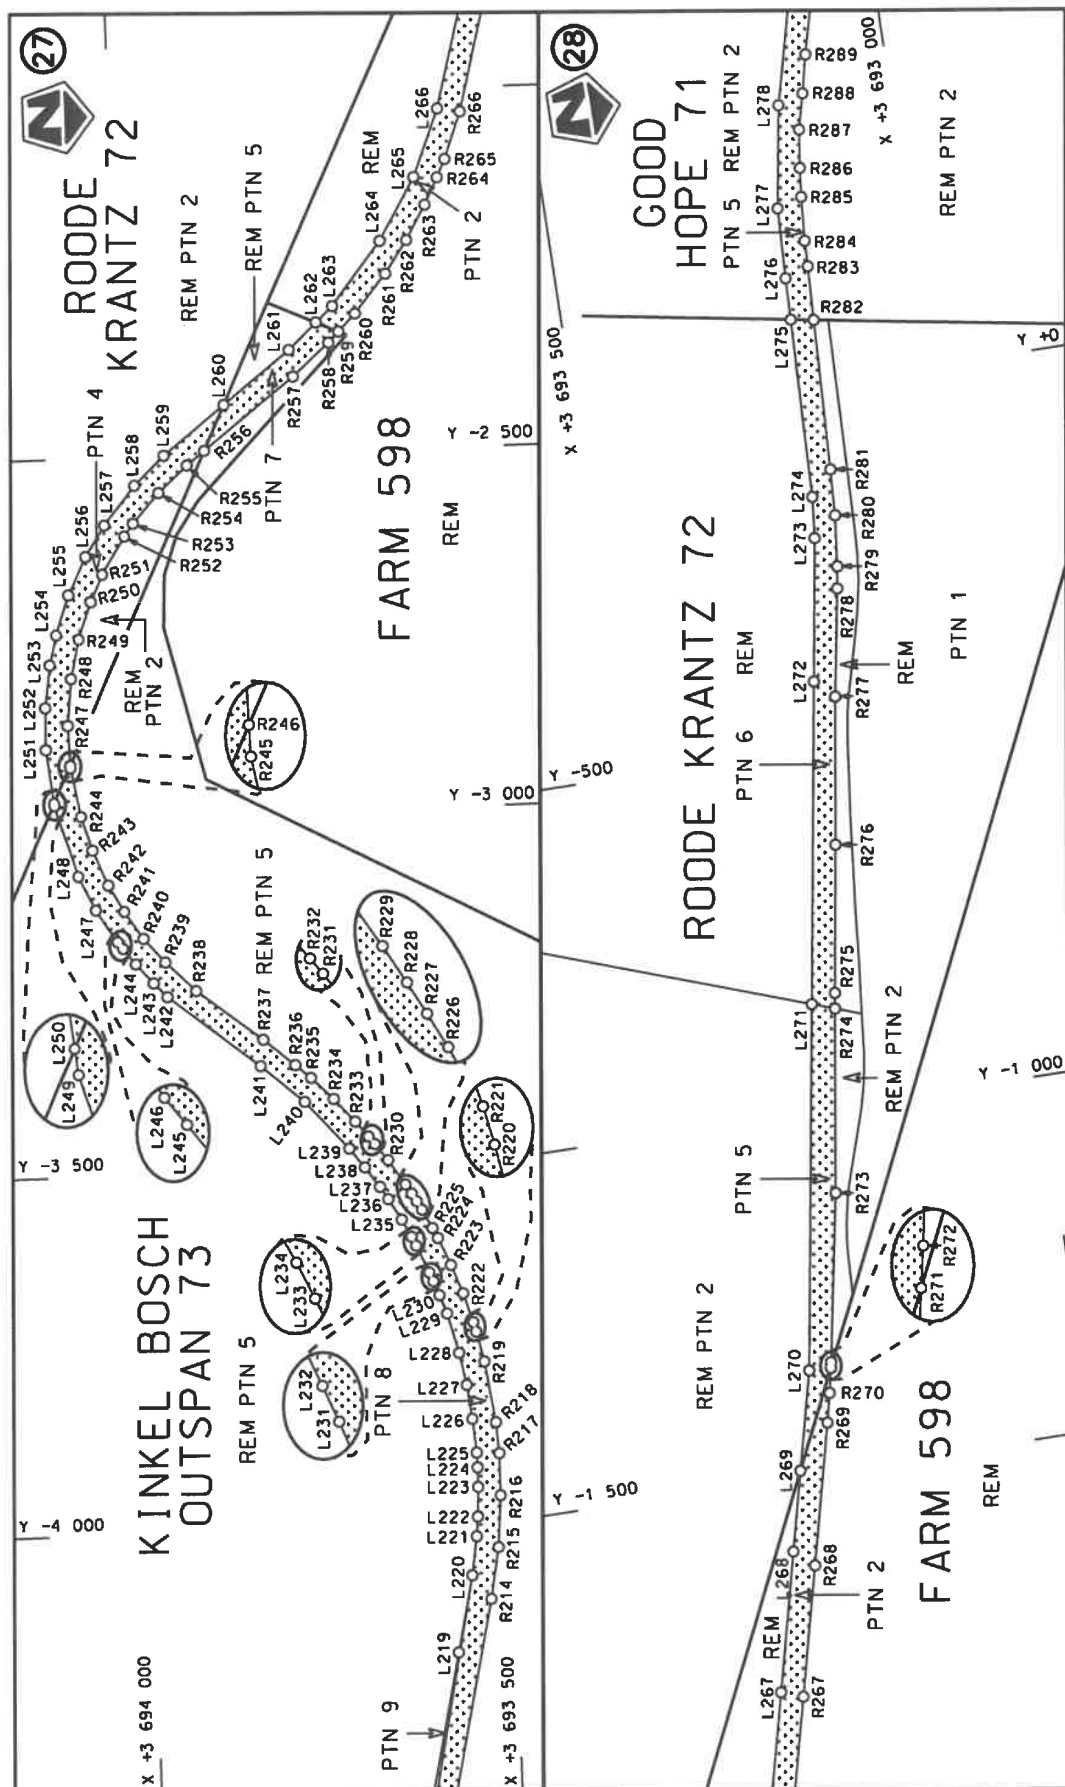 27
N
ROODE
KRANTZ 72
REM PTN 2
REM PTN 5
PTN 4
PTN 7
PTN 2
REM
FARM 598
REM
REM
PTN 2
Y -2 500
Y -3 000
Y -3 500
Y -4 000
X +3 694 000
X +3 693 500
KINKEL BOSCH
OUTSPAN 73
REM PTN 5
REM PTN 5
PTN 8
PTN 9
L219
L220
L221
L222
L223
L224
L225
L226
L227
L228
L229
L230
L231
L232
L233
L234
L235
L236
L237
L238
L239
L240
L241
L242
L243
L244
L245
L246
L247
L248
L249
L250
L251
L252
L253
L254
L255
L256
L257
L258
L259
L260
L261
L262
L263
L264
L265
L266
R214
R215
R216
R217
R218
R219
R220
R221
R222
R223
R224
R225
R226
R227
R228
R229
R230
R231
R232
R233
R234
R235
R236
R237
R238
R239
R240
R241
R242
R243
R244
R245
R246
R247
R248
R249
R250
R251
R252
R253
R254
R255
R256
R257
R258
R259
R260
R261
R262
R263
R264
R265
R266
28
N
GOOD
HOPE 71
PTN 5 REM PTN 2
REM PTN 2
X +3 693 000
X +3 693 500
Y ±0
Y -500
Y -1 000
Y -1 500
ROODE KRANTZ 72
PTN 6 REM
REM
PTN 1
REM PTN 2
PTN 5
REM PTN 2
FARM 598
REM
PTN 2
REM
L267
L268
L269
L270
L271
L272
L273
L274
L275
L276
L277
L278
R267
R268
R269
R270
R271
R272
R273
R274
R275
R276
R277
R278
R279
R280
R281
R282
R283
R284
R285
R286
R287
R288
R289